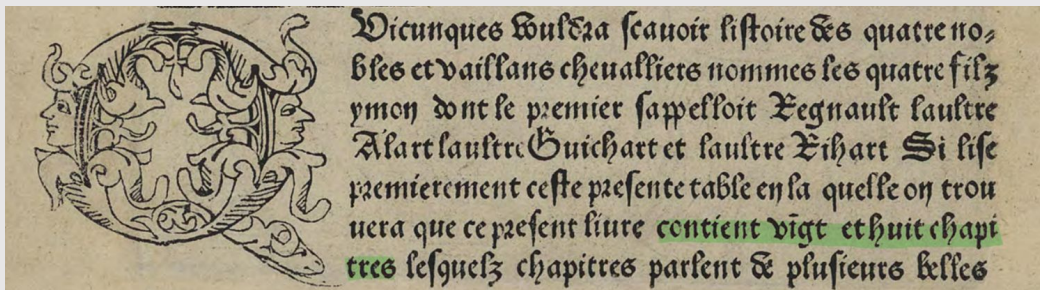 Quicunques vouldra scauoir listoire des quatre no⸗
bles et vaillans cheualliers nommes les quatre filz
ymon dont le premier sappelloit Regnault laultre
Alart laultre Guichart et laultre Rihart Si lise
premierement ceste presente table en la quelle on trou
uera que ce present liure contient vīgt et huit chapi
tres lesquelz chapitres parlent de plusieurs belles